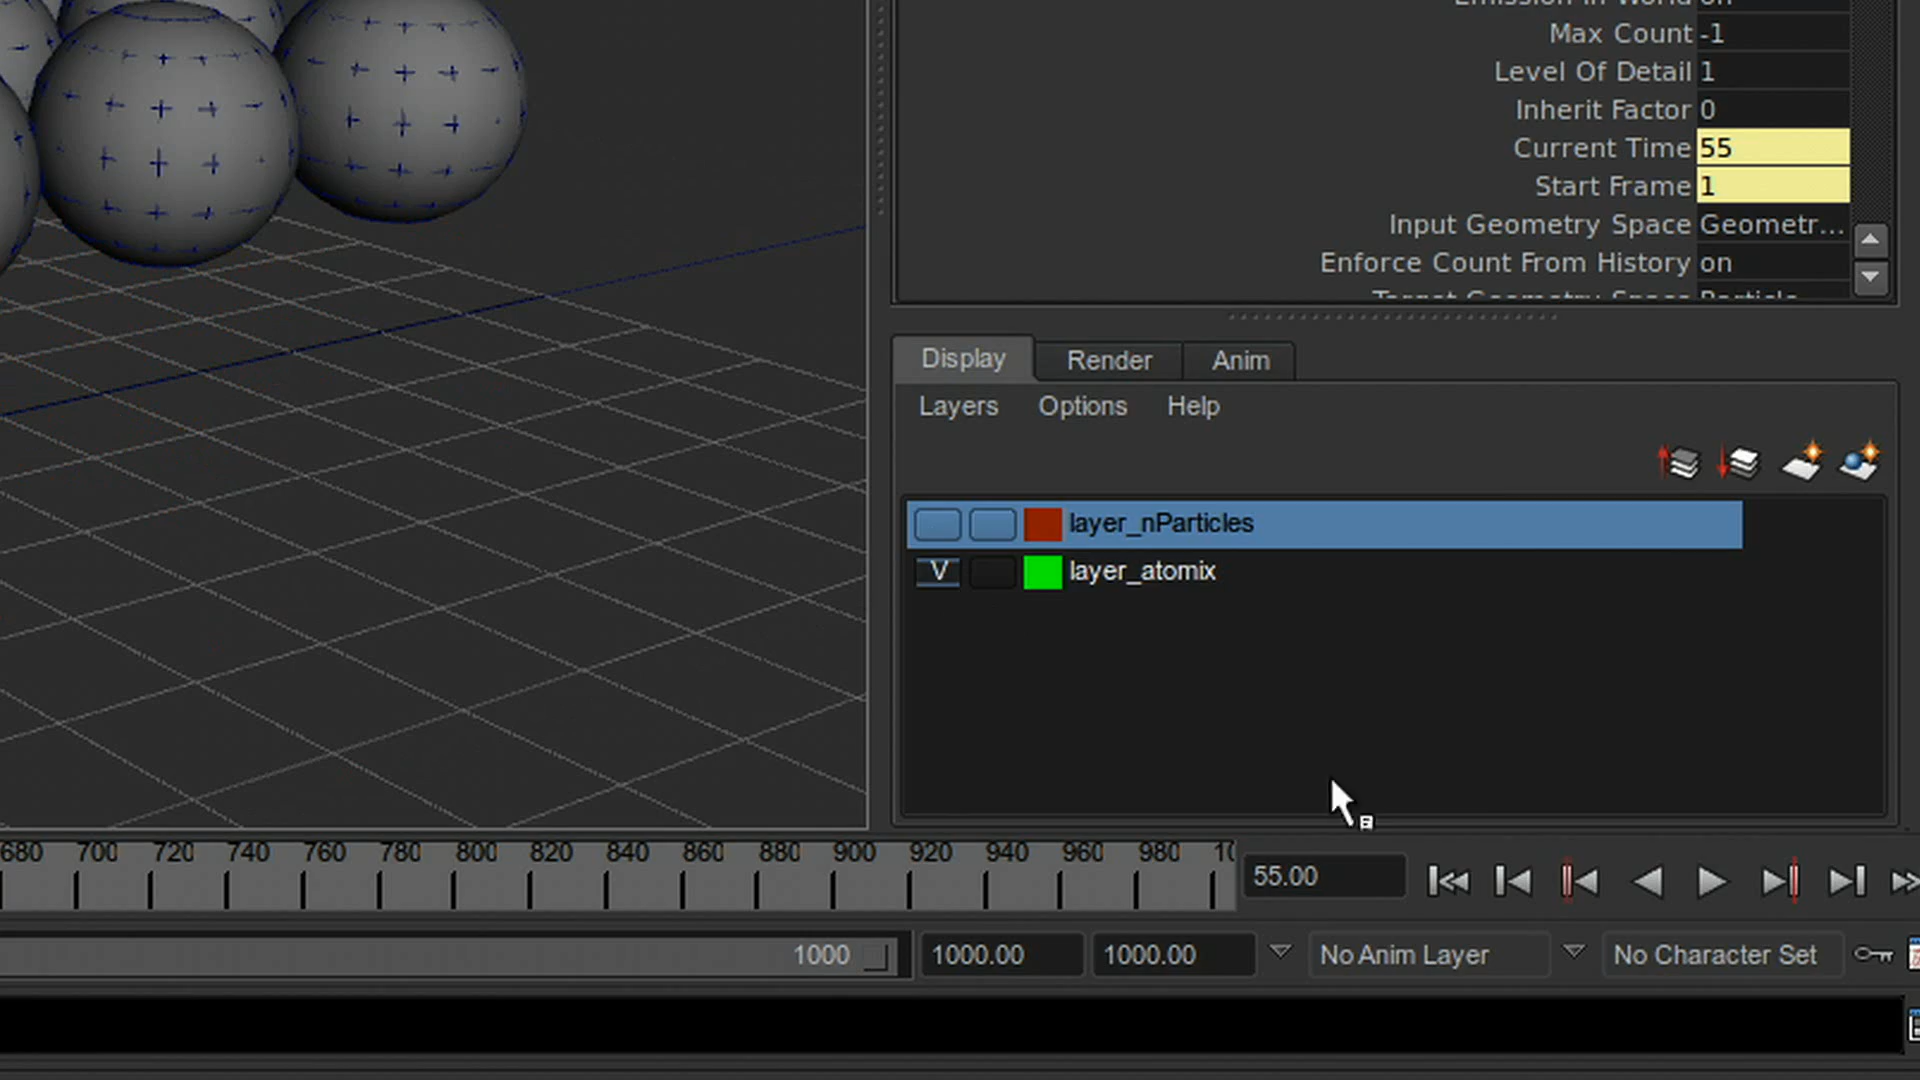 Max Count -1
Level Of Detail 1
Inherit Factor 0
Current Time 55
Start Frame 1
Input Geometry Space Geometr...
Enforce Count From History on
Display Render Anim
Layers Options Help
layer_nParticles
V layer_atomix
680 700 720 740 760 780 800 820 840 860 880 900 920 940 960 980
55.00
1000 1000.00 1000.00 No Anim Layer No Character Set